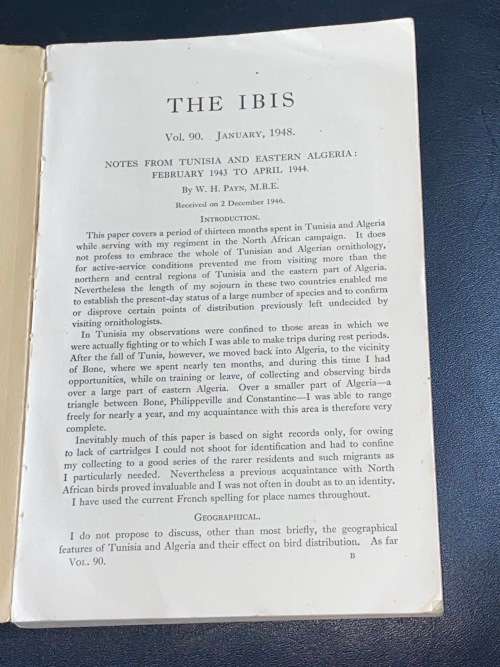 THE IBIS
Vol. 90. January, 1948.
NOTES FROM TUNISIA AND EASTERN ALGERIA:
FEBRUARY 1943 TO APRIL 1944.
By W. H. Payn, M.B.E.
Received on 2 December 1946.
Introduction.
This paper covers a period of thirteen months spent in Tunisia and Algeria
while serving with my regiment in the North African campaign. It does
not profess to embrace the whole of Tunisian and Algerian ornithology,
for active-service conditions prevented me from visiting more than the
northern and central regions of Tunisia and the eastern part of Algeria.
Nevertheless the length of my sojourn in these two countries enabled me
to establish the present-day status of a large number of species and to confirm
or disprove certain points of distribution previously left undecided by
visiting ornithologists.
In Tunisia my observations were confined to those areas in which we
were actually fighting or to which I was able to make trips during rest periods.
After the fall of Tunis, however, we moved back into Algeria, to the vicinity
of Bone, where we spent nearly ten months, and during this time I had
opportunities, while on training or leave, of collecting and observing birds
over a large part of eastern Algeria. Over a smaller part of Algeria—a
triangle between Bone, Philippeville and Constantine—I was able to range
freely for nearly a year, and my acquaintance with this area is therefore very
complete.
Inevitably much of this paper is based on sight records only, for owing
to lack of cartridges I could not shoot for identification and had to confine
my collecting to a good series of the rarer residents and such migrants as
I particularly needed. Nevertheless a previous acquaintance with North
African birds proved invaluable and I was not often in doubt as to an identity.
I have used the current French spelling for place names throughout.
Geographical.
I do not propose to discuss, other than most briefly, the geographical
features of Tunisia and Algeria and their effect on bird distribution. As far
VOL. 90.
B